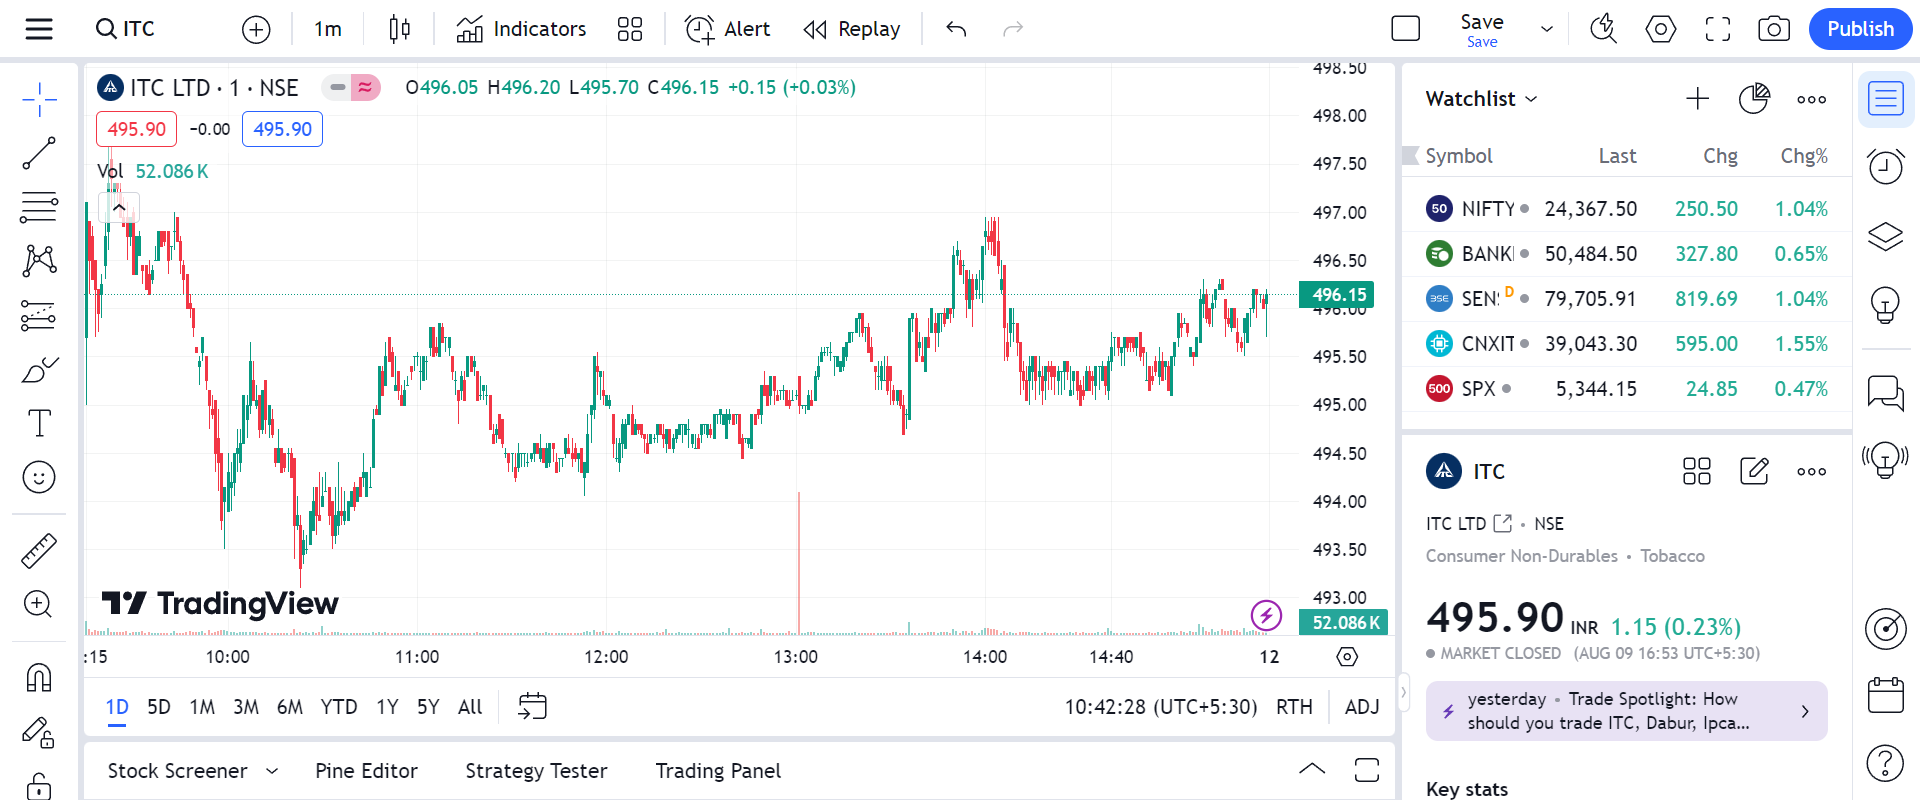 ITC
1m
Indicators
Alert
Replay
Save
Save
Publish
ITC LTD · 1 · NSE
O496.05 H496.20 L495.70 C496.15 +0.15 (+0.03%)
495.90 −0.00 495.90
Vol 52.086 K
498.50
498.00
497.50
497.00
496.50
496.15
496.00
495.50
495.00
494.50
494.00
493.50
493.00
52.086 K
TradingView
:15 10:00 11:00 12:00 13:00 14:00 14:40 12
1D 5D 1M 3M 6M YTD 1Y 5Y All
10:42:28 (UTC+5:30) RTH ADJ
Stock Screener Pine Editor Strategy Tester Trading Panel
Watchlist
Symbol Last Chg Chg%
50 NIFTY 24,367.50 250.50 1.04%
BANK 50,484.50 327.80 0.65%
BSE SENS D 79,705.91 819.69 1.04%
CNXIT 39,043.30 595.00 1.55%
500 SPX 5,344.15 24.85 0.47%
ITC
ITC LTD • NSE
Consumer Non-Durables • Tobacco
495.90 INR 1.15 (0.23%)
MARKET CLOSED (AUG 09 16:53 UTC+5:30)
yesterday • Trade Spotlight: How
should you trade ITC, Dabur, Ipca...
Key stats